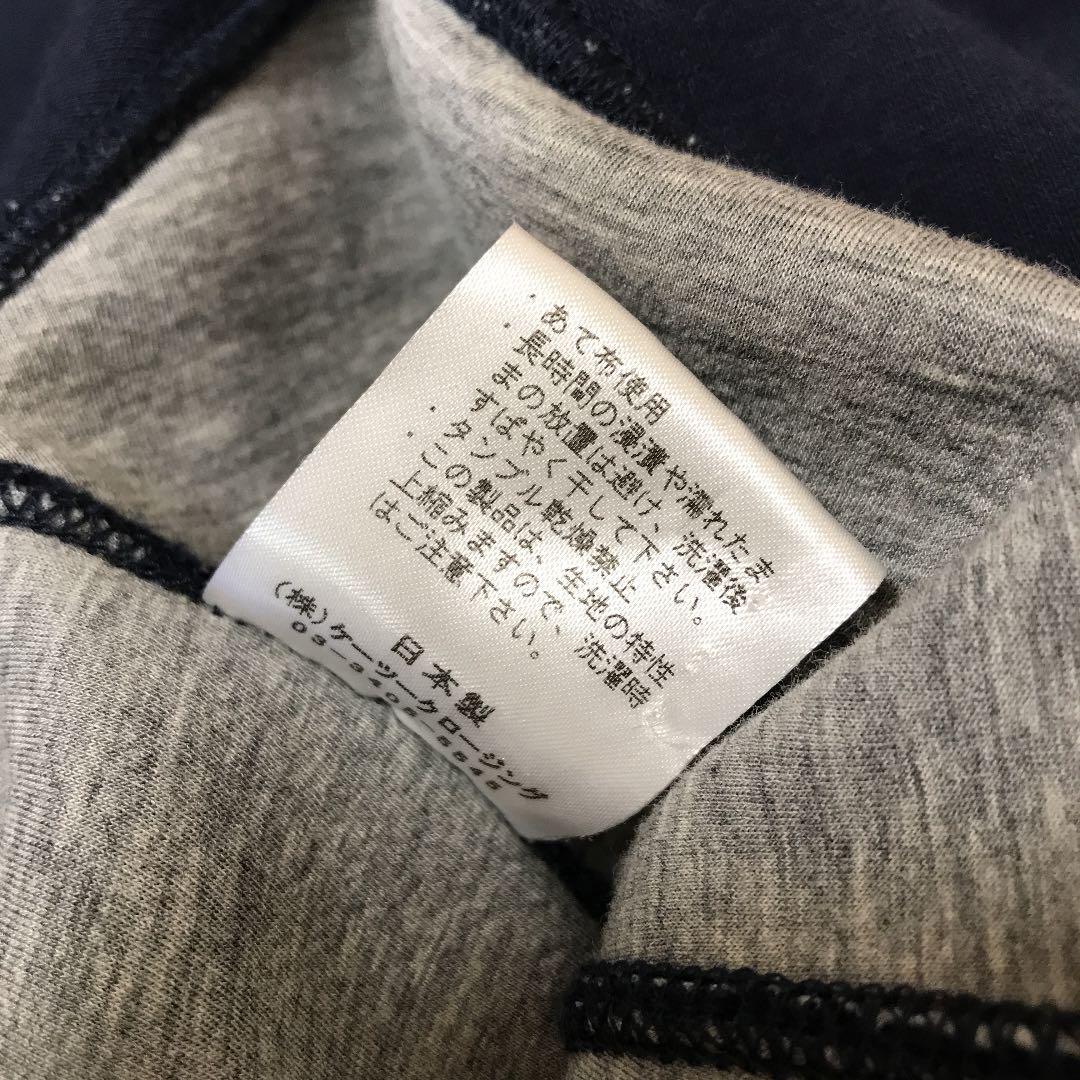 ・あて布使用
・長時間の浸漬や濡れたま
まの放置は避け、洗濯後
すばやく干して下さい。
・タンブル乾燥禁止
・この製品は、生地の特性
上縮みますので、洗濯時
はご注意下さい。
日本製
(株)ケーツークロージング
03-3405-5545